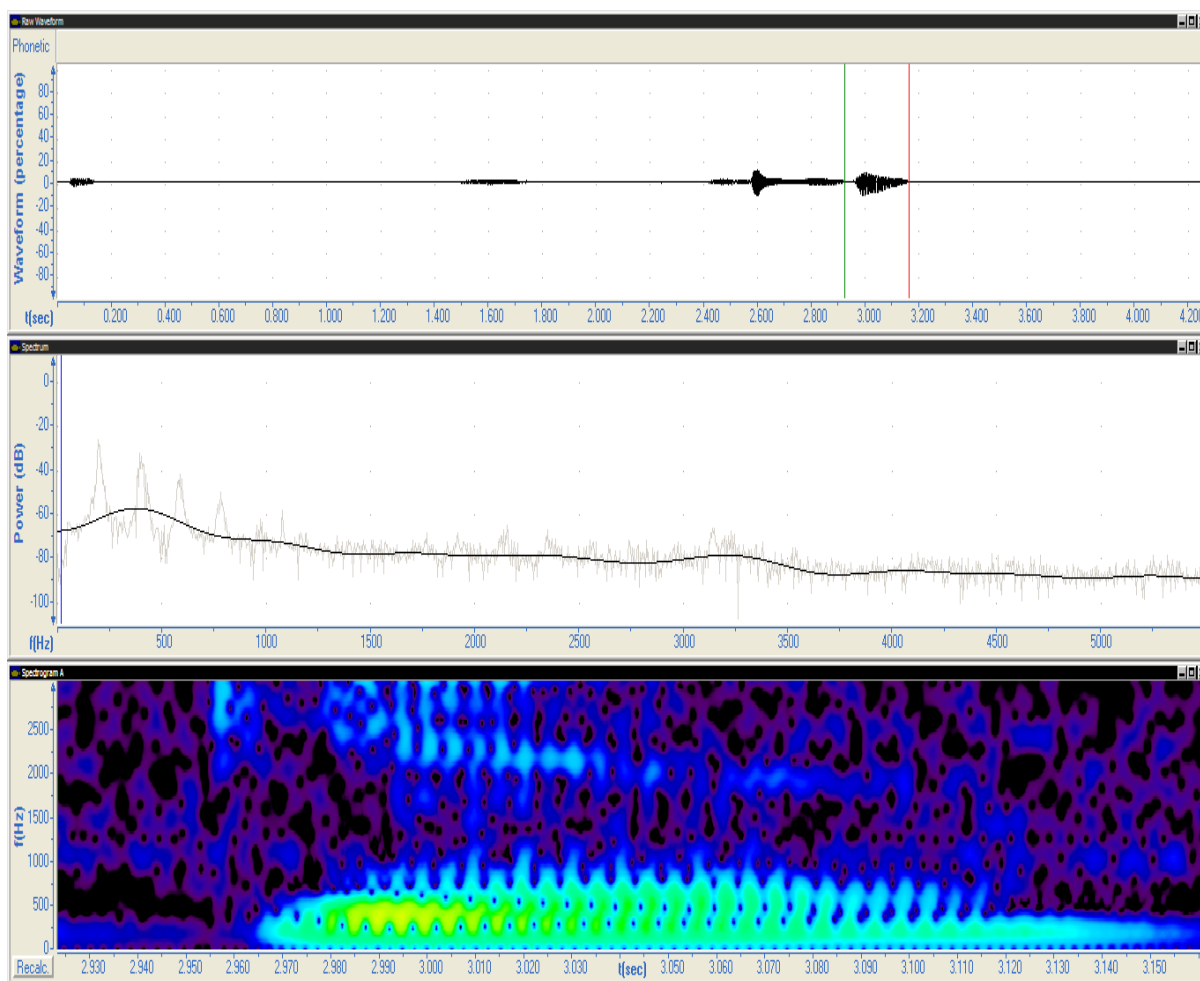 Raw Waveform
Phonetic
Waveform (percentage)
80
60
40
20
0
-20
-40
-60
-80
t(sec) 0.200 0.400 0.600 0.800 1.000 1.200 1.400 1.600 1.800 2.000 2.200 2.400 2.600 2.800 3.000 3.200 3.400 3.600 3.800 4.000 4.200
Spectrum
Power (dB)
0
-20
-40
-60
-80
-100
f(Hz) 500 1000 1500 2000 2500 3000 3500 4000 4500 5000
Spectrogram A
f(Hz)
2500
2000
1500
1000
500
0
Recalc. 2.930 2.940 2.950 2.960 2.970 2.980 2.990 3.000 3.010 3.020 3.030 t(sec) 3.050 3.060 3.070 3.080 3.090 3.100 3.110 3.120 3.130 3.140 3.150